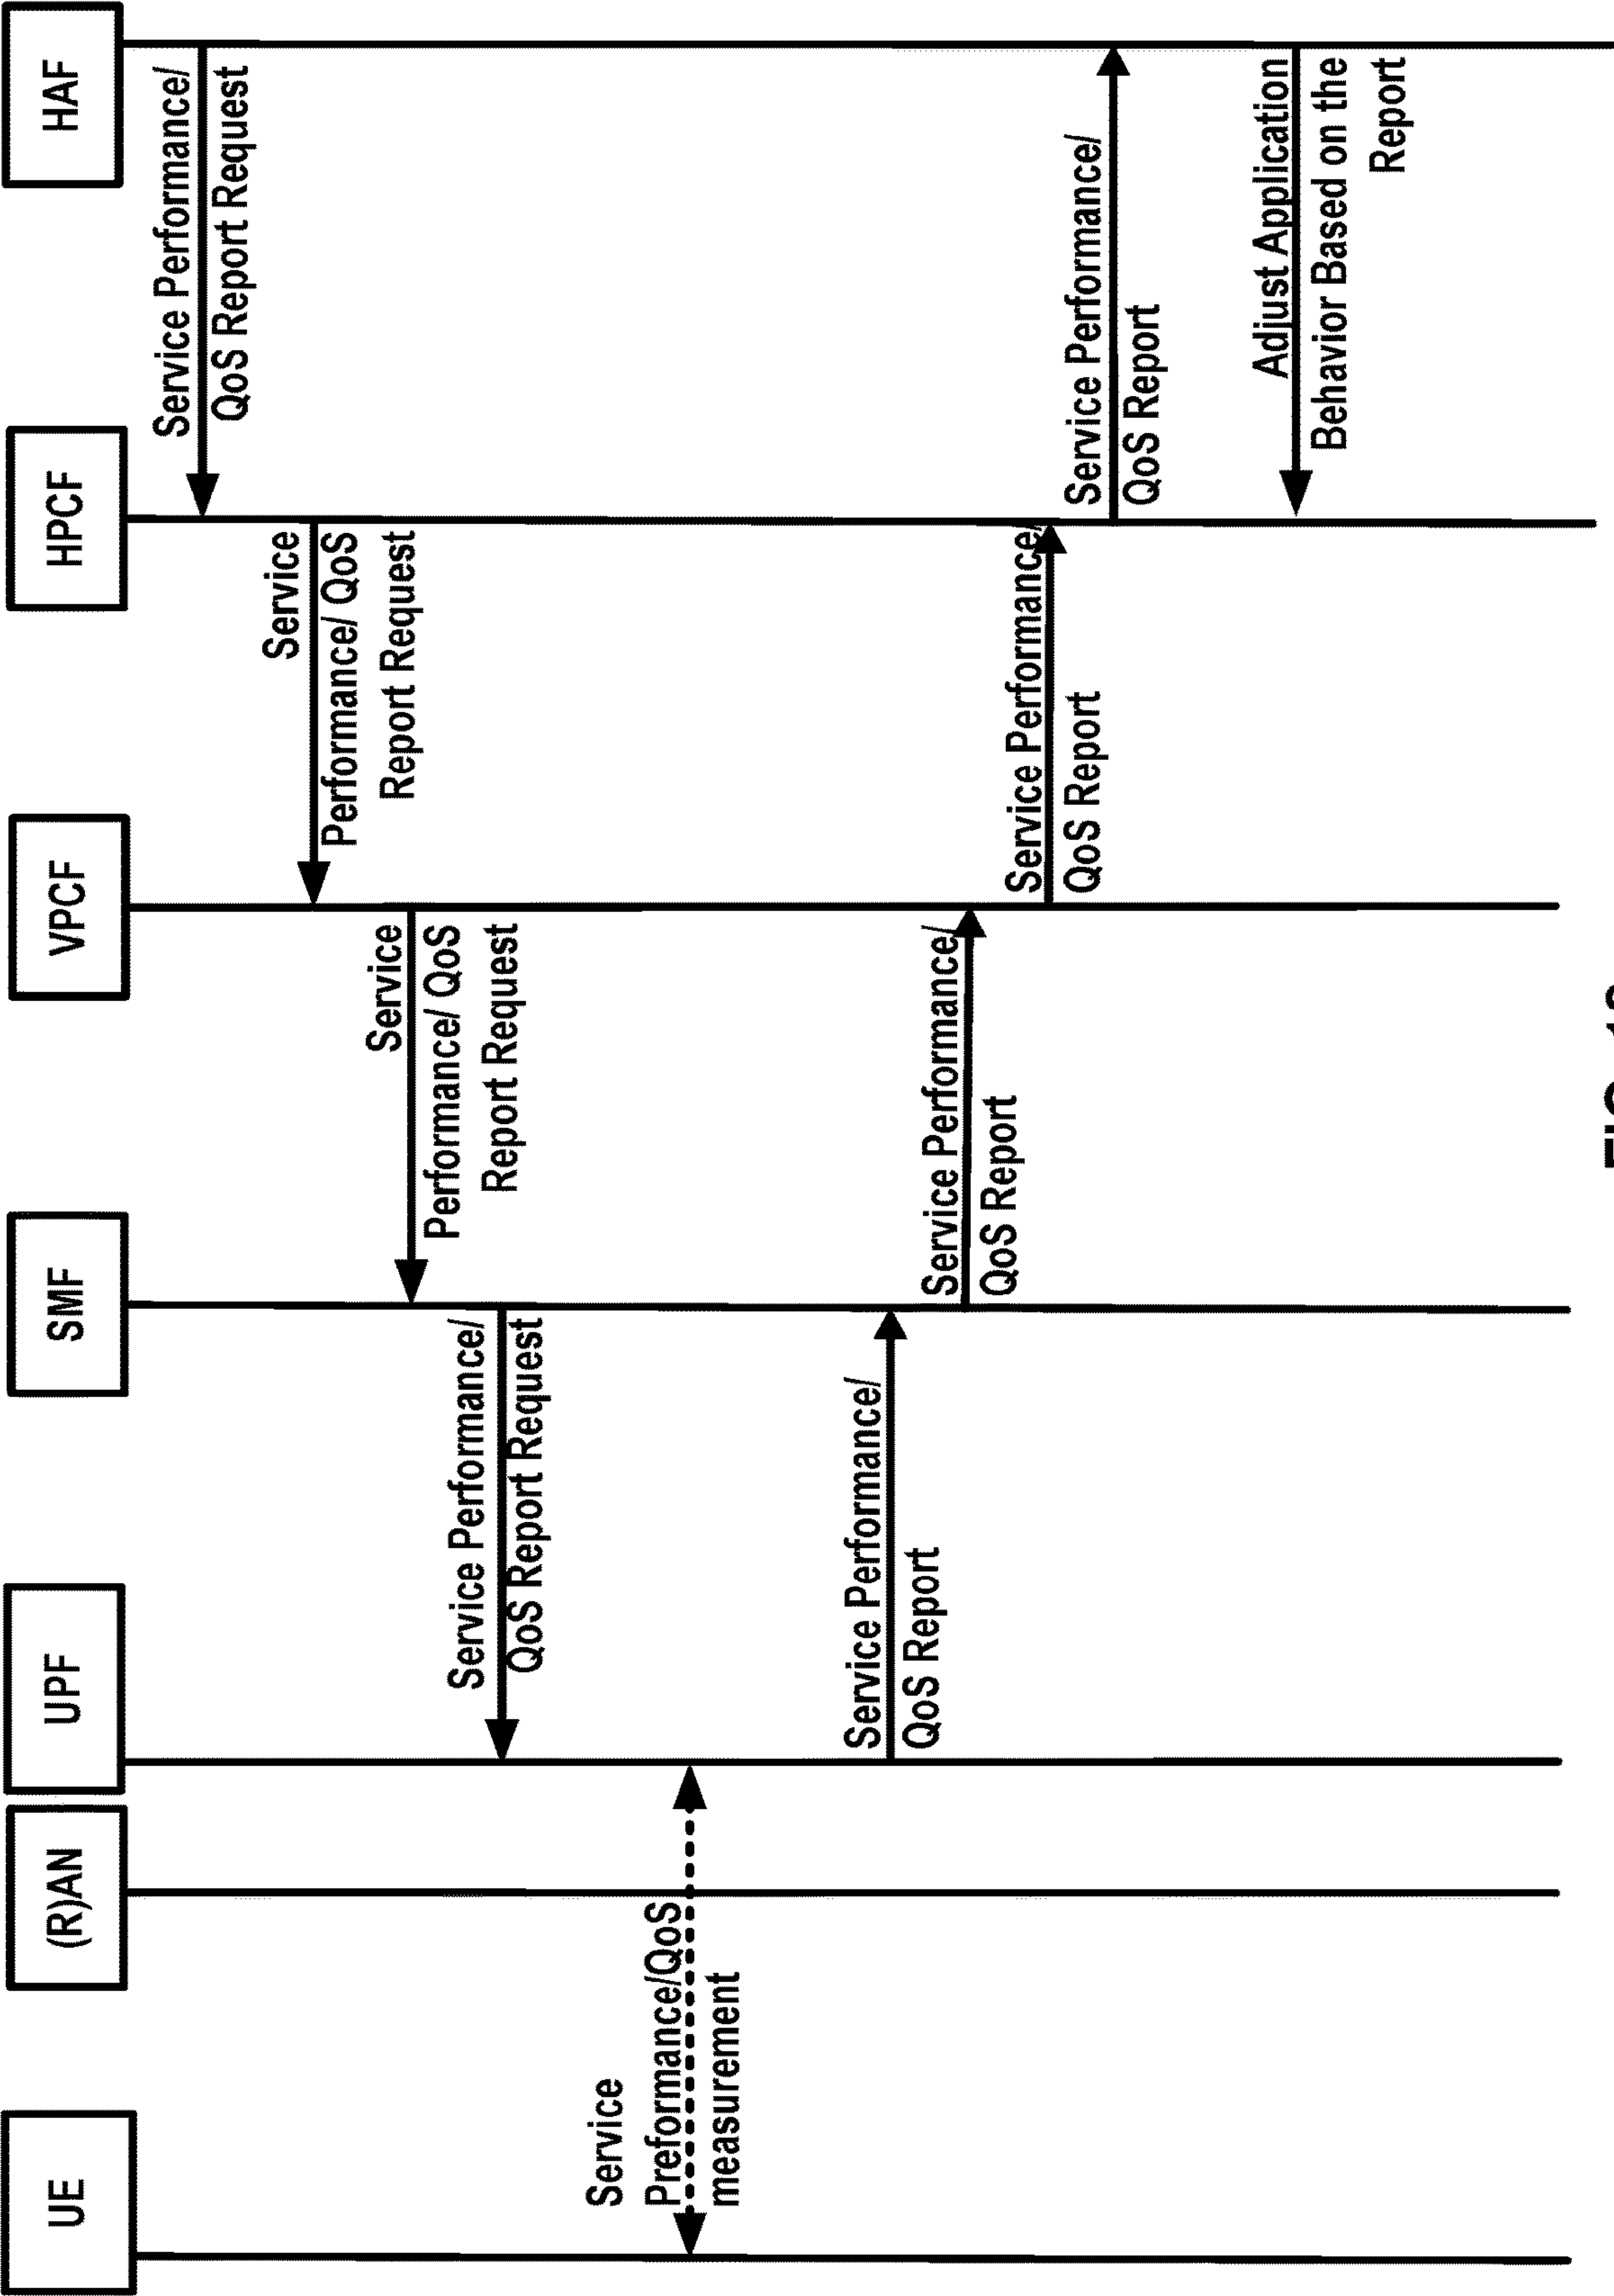 UE
(R)AN
UPF
SMF
VPCF
HPCF
HAF
Service Performance/
QoS Report Request
Service
Performance/ QoS
Report Request
Service
Performance/ QoS
Report Request
Service Performance/
QoS Report Request
Service
Preformance/QoS
measurement
Service Performance/
QoS Report
Service Performance/
QoS Report
Service Performance/
QoS Report
Service Performance/
QoS Report
Adjust Application
Behavior Based on the
Report